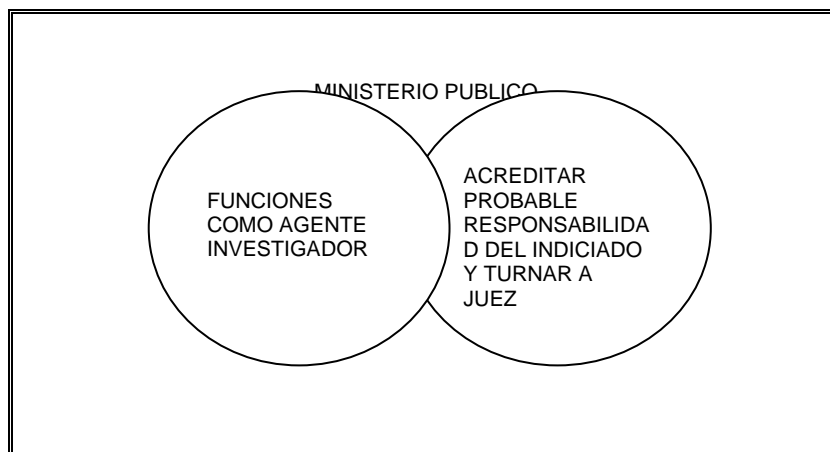 MINISTERIO PUBLICO
FUNCIONES
COMO AGENTE
INVESTIGADOR
ACREDITAR
PROBABLE
RESPONSABILIDA
D DEL INDICIADO
Y TURNAR A
JUEZ